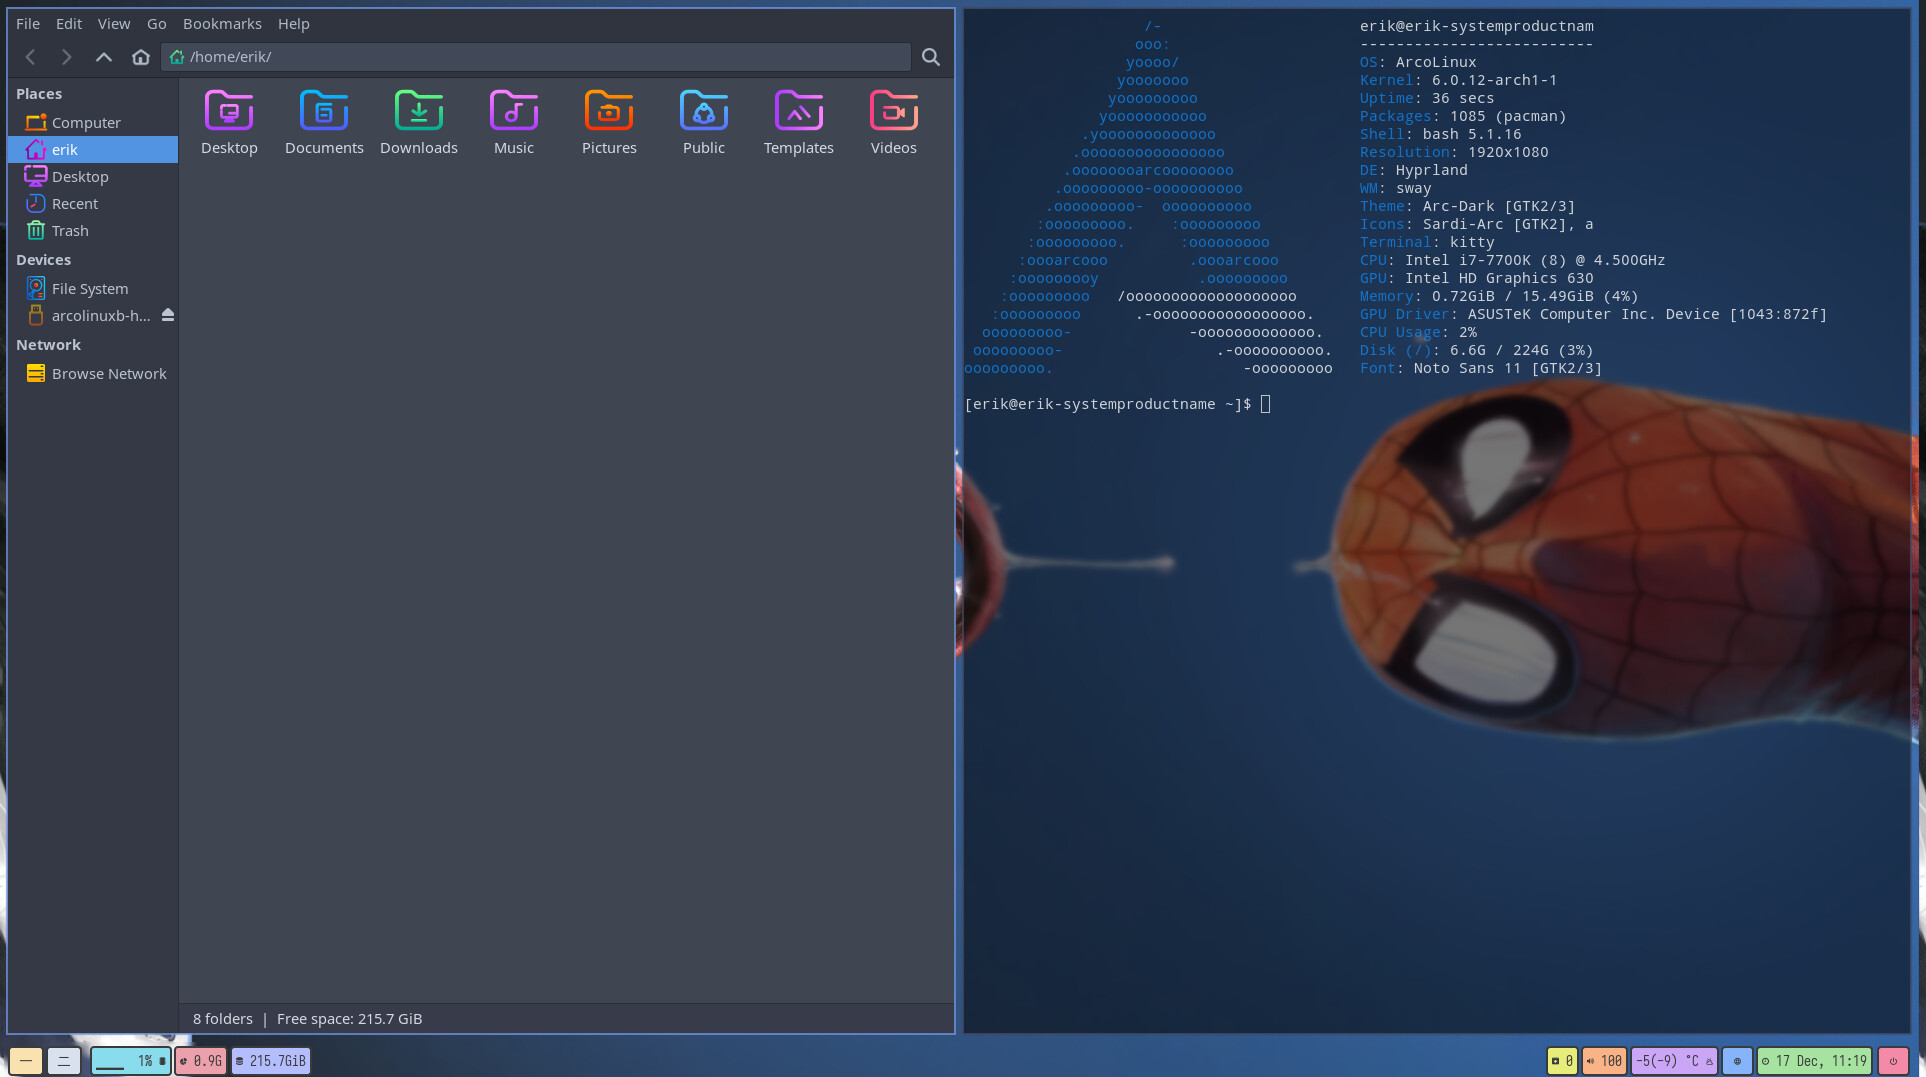 File Edit View Go Bookmarks Help
/home/erik/
Places
Computer
erik
Desktop
Recent
Trash
Devices
File System
arcolinuxb-h...
Network
Browse Network
Desktop Documents Downloads Music Pictures Public Templates Videos
8 folders | Free space: 215.7 GiB
/-
ooo:
yoooo/
yooooooo
yooooooooo
yooooooooooo
.yooooooooooooo
.oooooooooooooooo
.oooooooarcoooooooo
.ooooooooo-oooooooooo
.ooooooooo-  oooooooooo
:ooooooooo.    :ooooooooo
:ooooooooo.      :ooooooooo
:oooarcooo         .oooarcooo
:ooooooooy           .ooooooooo
:ooooooooo   /ooooooooooooooooooo
:ooooooooo      .-ooooooooooooooooo.
ooooooooo-             -ooooooooooooo.
ooooooooo-                 .-oooooooooo.
ooooooooo.                     -ooooooooo
erik@erik-systemproductnam
--------------------------
OS: ArcoLinux
Kernel: 6.0.12-arch1-1
Uptime: 36 secs
Packages: 1085 (pacman)
Shell: bash 5.1.16
Resolution: 1920x1080
DE: Hyprland
WM: sway
Theme: Arc-Dark [GTK2/3]
Icons: Sardi-Arc [GTK2], a
Terminal: kitty
CPU: Intel i7-7700K (8) @ 4.500GHz
GPU: Intel HD Graphics 630
Memory: 0.72GiB / 15.49GiB (4%)
GPU Driver: ASUSTeK Computer Inc. Device [1043:872f]
CPU Usage: 2%
Disk (/): 6.6G / 224G (3%)
Font: Noto Sans 11 [GTK2/3]
[erik@erik-systemproductname ~]$
一 二 1% 0.9G 215.7GiB 0 100 -5(-9) °C 17 Dec, 11:19